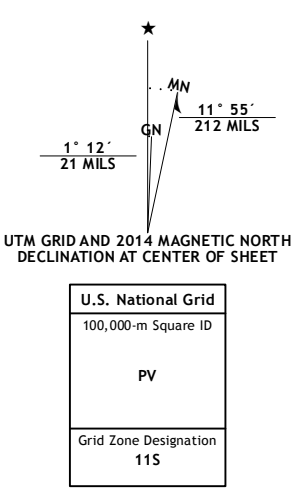 ★
MN
GN
11° 55´
212 MILS
1° 12´
21 MILS
UTM GRID AND 2014 MAGNETIC NORTH
DECLINATION AT CENTER OF SHEET
U.S. National Grid
100,000-m Square ID
PV
Grid Zone Designation
11S